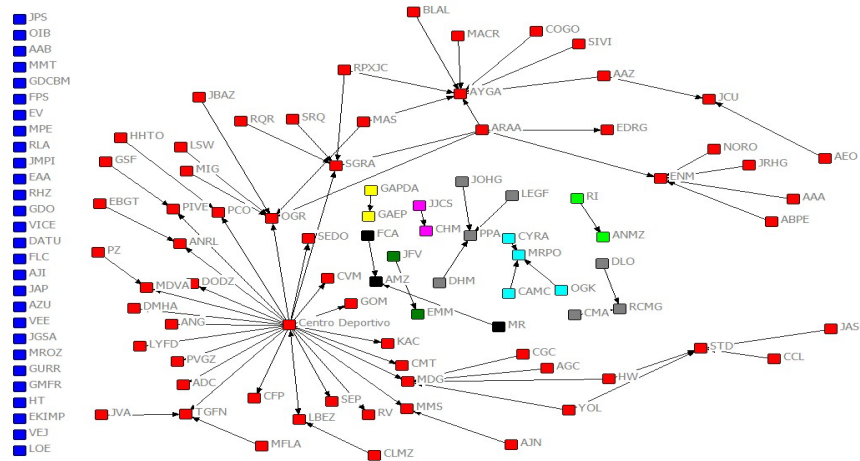 JPS
OIB
AAB
MMT
GDCBM
FPS
EV
MPE
RLA
JMPI
EAA
RHZ
GDO
VICE
DATU
FLC
AJI
JAP
AZU
VEE
JGSA
MROZ
GURR
GMFR
HT
EKIMP
VEJ
LOE
BLAL
MACR
COGO
SIVI
RPXJC
AAZ
AYGA
JCU
JBAZ
RQR
SRQ
MAS
ARAA
EDRG
HHTO
LSW
NORO
GSF
MIG
SGRA
JRHG
AEO
ENM
EBGT
PIVE
PCO
OGR
GAPDA
JJCS
JOHG
LEGF
RI
AAA
GAEP
CHM
ABPE
ANRL
SEDO
FCA
PPA
CYRA
ANMZ
PZ
JFV
MRPO
DLO
MDVA
DODZ
CVM
AMZ
DHM
CAMC
OGK
DMHA
GOM
EMM
CMA
RCMG
ANG
Centro Deportivo
MR
JAS
LYFD
KAC
STD
PVGZ
CMT
CGC
CCL
ADC
MDG
AGC
HW
CFP
SEP
JVA
TGFN
LBEZ
RV
MMS
YOL
MFLA
CLMZ
AJN